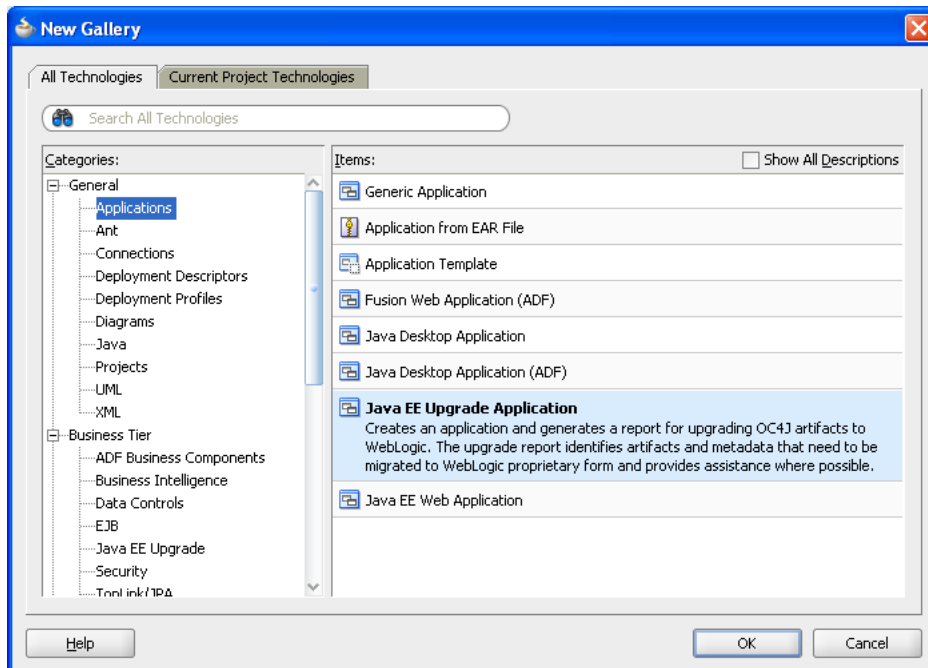 New Gallery
All Technologies
Current Project Technologies
Search All Technologies
Categories:
General
Applications
Ant
Connections
Deployment Descriptors
Deployment Profiles
Diagrams
Java
Projects
UML
XML
Business Tier
ADF Business Components
Business Intelligence
Data Controls
EJB
Java EE Upgrade
Security
TopLink/JPA
Items:
Show All Descriptions
Generic Application
Application from EAR File
Application Template
Fusion Web Application (ADF)
Java Desktop Application
Java Desktop Application (ADF)
Java EE Upgrade Application
Creates an application and generates a report for upgrading OC4J artifacts to
WebLogic. The upgrade report identifies artifacts and metadata that need to be
migrated to WebLogic proprietary form and provides assistance where possible.
Java EE Web Application
Help
OK
Cancel